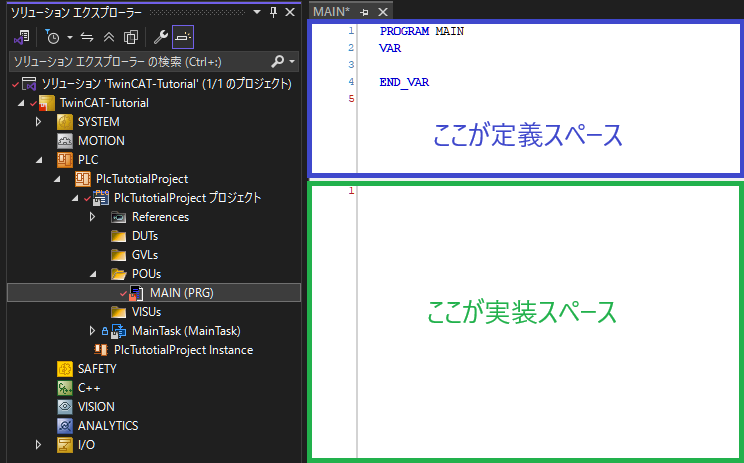 ソリューション エクスプローラー
ソリューション エクスプローラー の検索 (Ctrl+:)
ソリューション 'TwinCAT-Tutorial' (1/1 のプロジェクト)
TwinCAT-Tutorial
SYSTEM
MOTION
PLC
PlcTutotialProject
PlcTutotialProject プロジェクト
References
DUTs
GVLs
POUs
MAIN (PRG)
VISUs
MainTask (MainTask)
PlcTutotialProject Instance
SAFETY
C++
VISION
ANALYTICS
I/O
MAIN*
1 PROGRAM MAIN
2 VAR
3
4 END_VAR
5
ここが定義スペース
1
ここが実装スペース